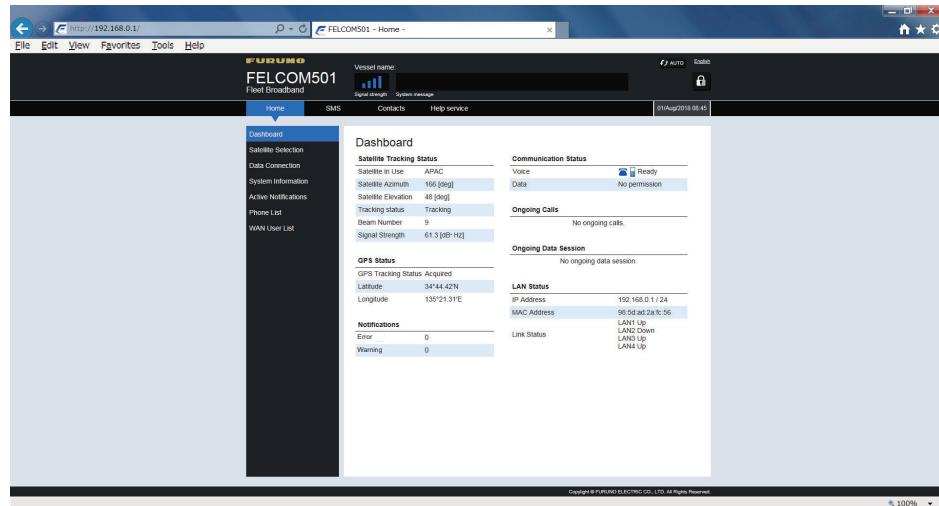 http://192.168.0.1/
FELCOM501 - Home -
File Edit View Favorites Tools Help
FURUNO
FELCOM501
Fleet Broadband
Vessel name:
Signal strength System message
AUTO English
Home SMS Contacts Help service 01/Aug/2018 08:45
Dashboard
Satellite Selection
Data Connection
System Information
Active Notifications
Phone List
WAN User List
Dashboard
Satellite Tracking Status
Satellite in Use APAC
Satellite Azimuth 166 [deg]
Satellite Elevation 48 [deg]
Tracking status Tracking
Beam Number 9
Signal Strength 61.3 [dB·Hz]
GPS Status
GPS Tracking Status Acquired
Latitude 34°44.42'N
Longitude 135°21.31'E
Notifications
Error 0
Warning 0
Communication Status
Voice Ready
Data No permission
Ongoing Calls
No ongoing calls.
Ongoing Data Session
No ongoing data session.
LAN Status
IP Address 192.168.0.1 / 24
MAC Address 98:5d:ad:2a:fc:56
Link Status
LAN1 Up
LAN2 Down
LAN3 Up
LAN4 Up
Copyright © FURUNO ELECTRIC CO., LTD. All Rights Reserved.
100%